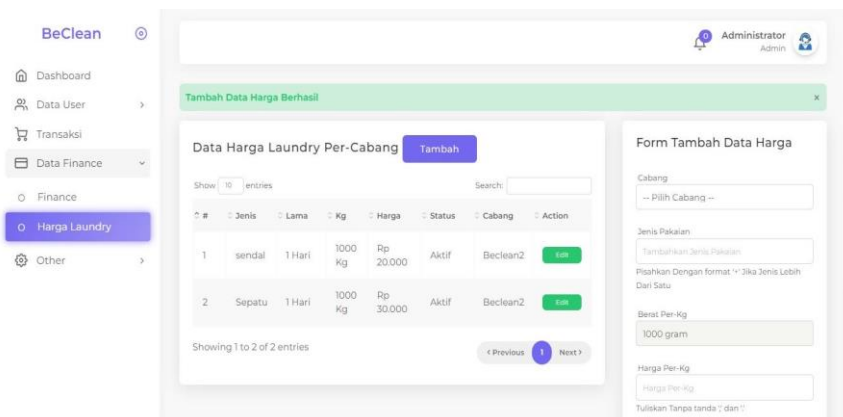 BeClean
Dashboard
Data User
Transaksi
Data Finance
Finance
Harga Laundry
Other
0
Administrator
Admin
Tambah Data Harga Berhasil
×
Data Harga Laundry Per-Cabang
Tambah
Show 10 entries
Search:
# Jenis Lama Kg Harga Status Cabang Action
1 sendal 1 Hari 1000 Kg Rp 20.000 Aktif Beclean2 Edit
2 Sepatu 1 Hari 1000 Kg Rp 30.000 Aktif Beclean2 Edit
Showing 1 to 2 of 2 entries
< Previous 1 Next >
Form Tambah Data Harga
Cabang
-- Pilih Cabang --
Jenis Pakaian
Tambahkan Jenis Pakaian
Pisahkan Dengan format '+' Jika Jenis Lebih
Dari Satu
Berat Per-Kg
1000 gram
Harga Per-Kg
Harga Per-Kg
Tuliskan Tanpa tanda dan